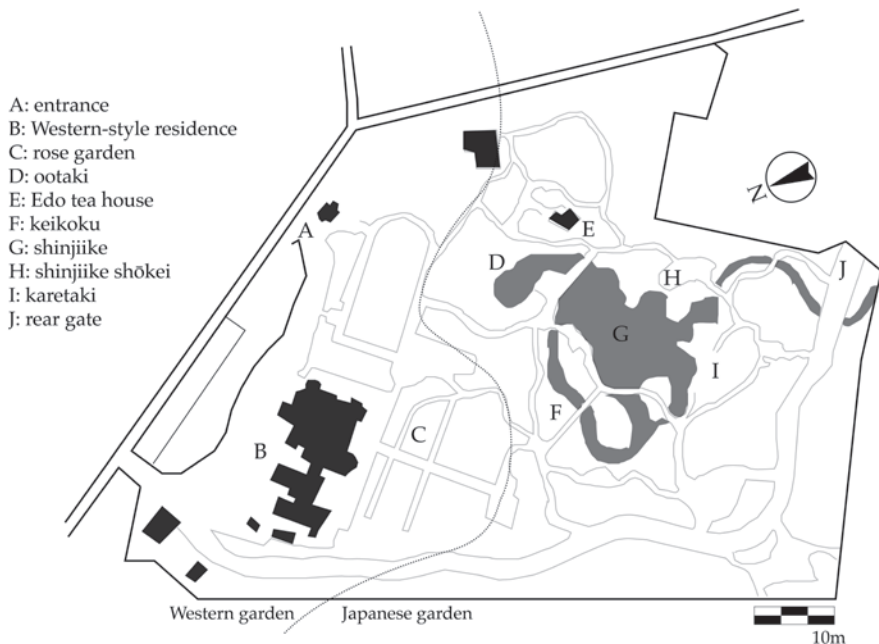 A: entrance
B: Western-style residence
C: rose garden
D: ootaki
E: Edo tea house
F: keikoku
G: shinjiike
H: shinjiike shōkei
I: karetaki
J: rear gate
N
A
E
D
H
J
G
I
F
C
B
Western garden
Japanese garden
10m